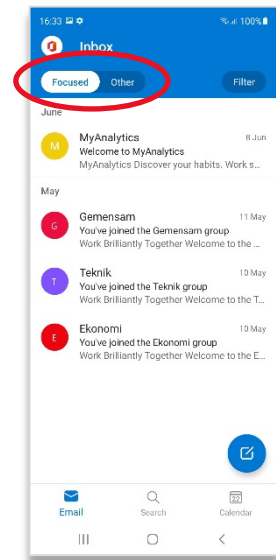 16:33 100%
Inbox
Focused Other Filter
June
M MyAnalytics 8 Jun
Welcome to MyAnalytics
MyAnalytics Discover your habits. Work s...
May
G Gemensam 11 May
You've joined the Gemensam group
Work Brilliantly Together Welcome to the ...
T Teknik 10 May
You've joined the Teknik group
Work Brilliantly Together Welcome to the T...
E Ekonomi 10 May
You've joined the Ekonomi group
Work Brilliantly Together Welcome to the E...
Email Search Calendar